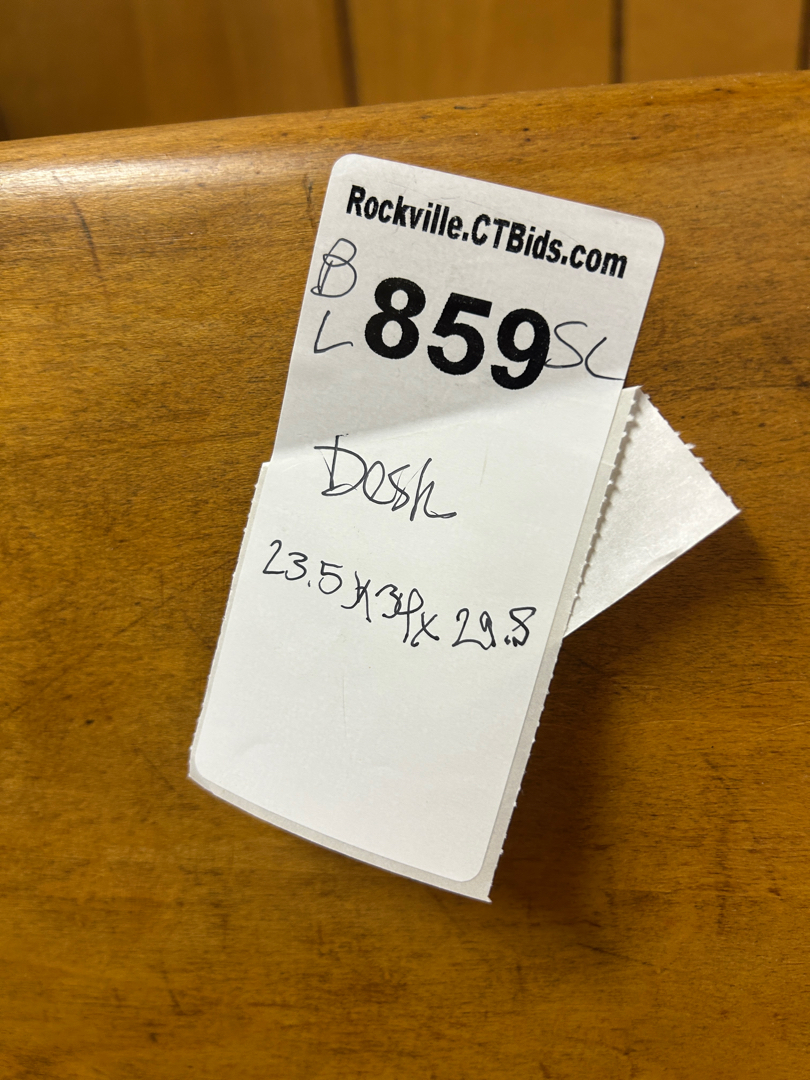 Rockville.CTBids.com
B
L 859 SL
Desk
23.5 x 34 x 29.8